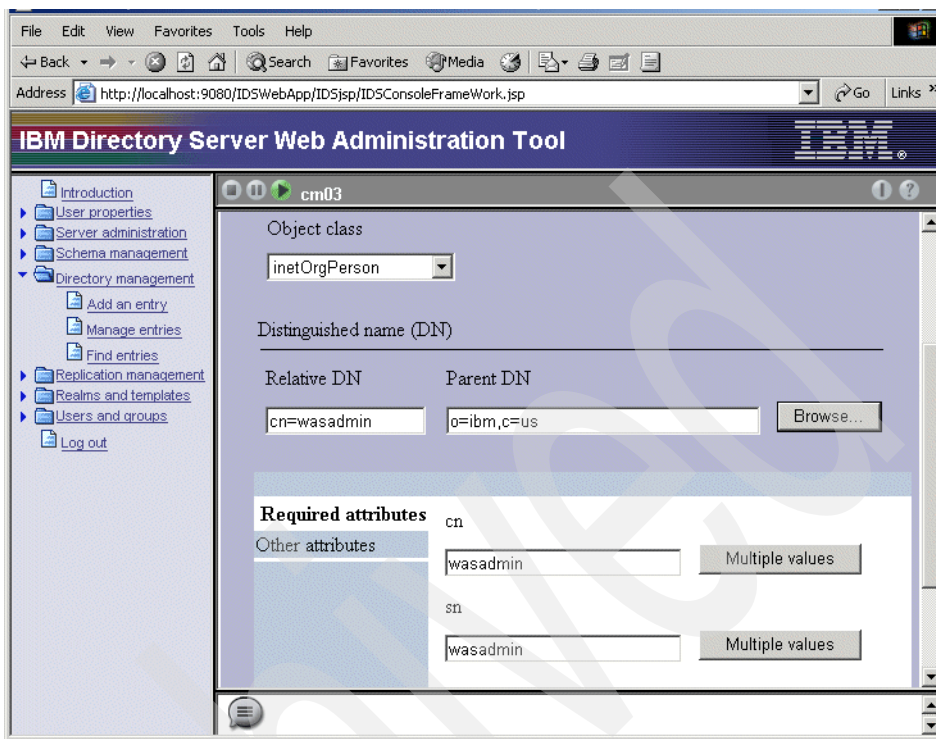 File Edit View Favorites Tools Help
Back Search Favorites Media
Address http://localhost:9080/IDSWebApp/IDSjsp/IDSConsoleFrameWork.jsp Go Links »
IBM Directory Server Web Administration Tool IBM
Introduction
User properties
Server administration
Schema management
Directory management
Add an entry
Manage entries
Find entries
Replication management
Realms and templates
Users and groups
Log out
cm03
Object class
inetOrgPerson
Distinguished name (DN)
Relative DN Parent DN
cn=wasadmin o=ibm,c=us Browse...
Required attributes
Other attributes
cn
wasadmin Multiple values
sn
wasadmin Multiple values